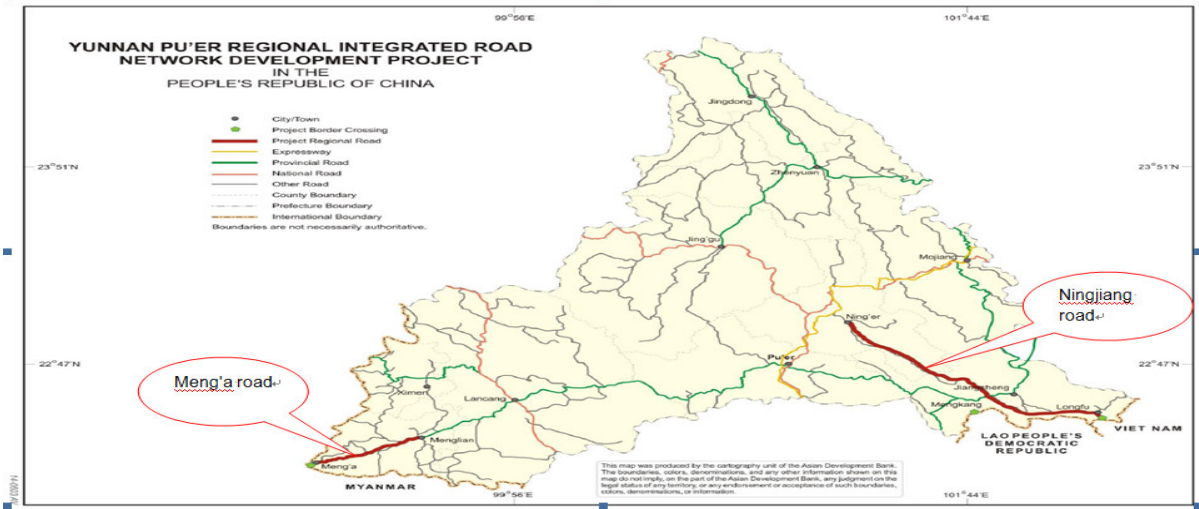 99°56'E
101°44'E
YUNNAN PU'ER REGIONAL INTEGRATED ROAD
NETWORK DEVELOPMENT PROJECT
IN THE
PEOPLE'S REPUBLIC OF CHINA
City/Town
Project Border Crossing
Project Regional Road
Expressway
Provincial Road
National Road
Other Road
County Boundary
Prefecture Boundary
International Boundary
Boundaries are not necessarily authoritative.
23°51'N
23°51'N
Jingdong
Zhenyuan
Jing'gu
Mojiang
Ningjiang
road
Ning'er
22°47'N
Pu'er
22°47'N
Meng'a road
Ximen
Lancang
Jiangcheng
Mengkang
Longfu
VIET NAM
Menglian
LAO PEOPLE'S
DEMOCRATIC
REPUBLIC
Meng'a
MYANMAR
This map was produced by the cartography unit of the Asian Development Bank.
The boundaries, colors, denominations, and any other information shown on this
map do not imply, on the part of the Asian Development Bank, any judgment on the
legal status of any territory, or any endorsement or acceptance of such boundaries,
colors, denominations, or information.
99°56'E
101°44'E